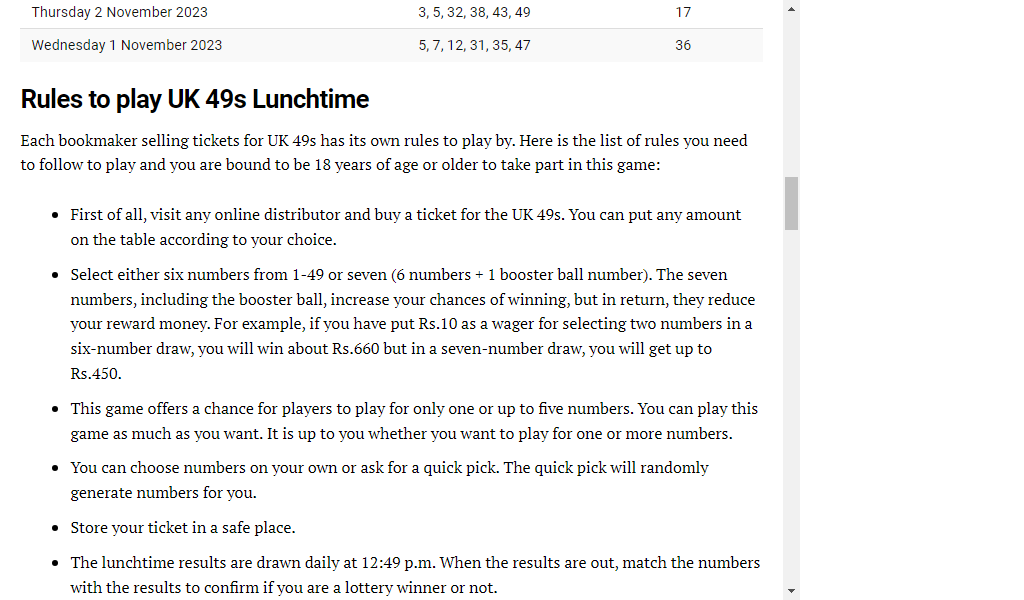 Thursday 2 November 2023 3, 5, 32, 38, 43, 49 17
Wednesday 1 November 2023 5, 7, 12, 31, 35, 47 36
Rules to play UK 49s Lunchtime
Each bookmaker selling tickets for UK 49s has its own rules to play by. Here is the list of rules you need
to follow to play and you are bound to be 18 years of age or older to take part in this game:
• First of all, visit any online distributor and buy a ticket for the UK 49s. You can put any amount
on the table according to your choice.
• Select either six numbers from 1-49 or seven (6 numbers + 1 booster ball number). The seven
numbers, including the booster ball, increase your chances of winning, but in return, they reduce
your reward money. For example, if you have put Rs.10 as a wager for selecting two numbers in a
six-number draw, you will win about Rs.660 but in a seven-number draw, you will get up to
Rs.450.
• This game offers a chance for players to play for only one or up to five numbers. You can play this
game as much as you want. It is up to you whether you want to play for one or more numbers.
• You can choose numbers on your own or ask for a quick pick. The quick pick will randomly
generate numbers for you.
• Store your ticket in a safe place.
• The lunchtime results are drawn daily at 12:49 p.m. When the results are out, match the numbers
with the results to confirm if you are a lottery winner or not.